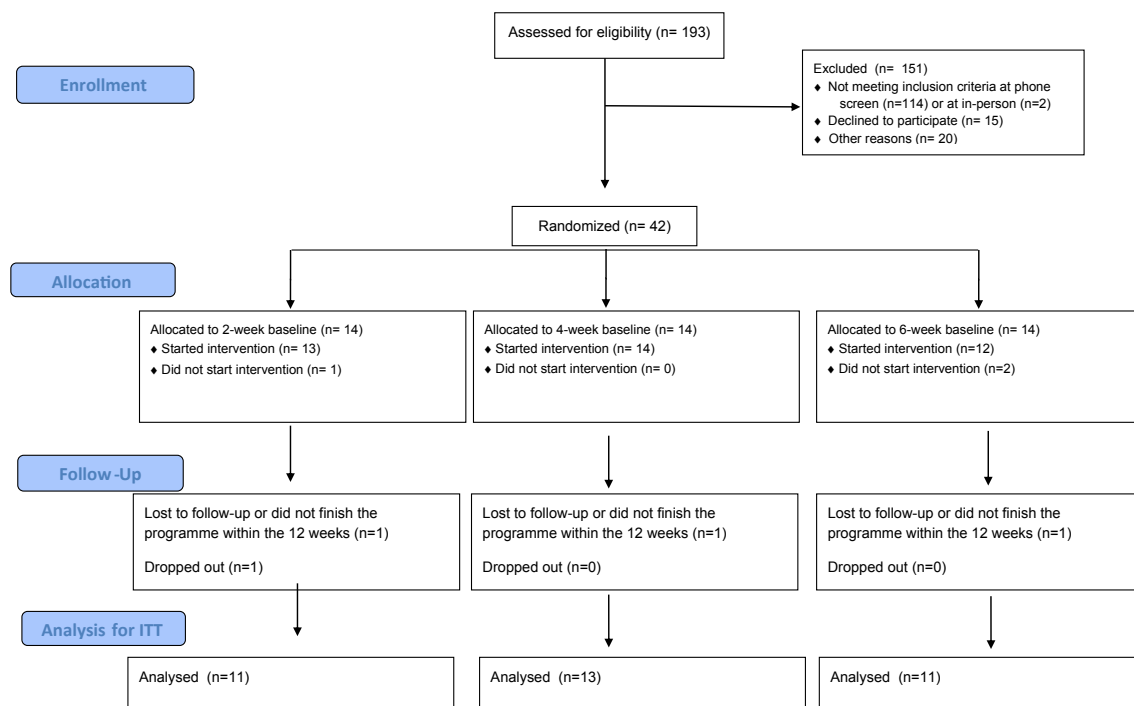 Assessed for eligibility (n= 193)
Enrollment
Excluded (n= 151)
♦ Not meeting inclusion criteria at phone
screen (n=114) or at in-person (n=2)
♦ Declined to participate (n= 15)
♦ Other reasons (n= 20)
Randomized (n= 42)
Allocation
Allocated to 2-week baseline (n= 14)
♦ Started intervention (n= 13)
♦ Did not start intervention (n= 1)
Allocated to 4-week baseline (n= 14)
♦ Started intervention (n= 14)
♦ Did not start intervention (n= 0)
Allocated to 6-week baseline (n= 14)
♦ Started intervention (n=12)
♦ Did not start intervention (n=2)
Follow-Up
Lost to follow-up or did not finish the
programme within the 12 weeks (n=1)
Dropped out (n=1)
Lost to follow-up or did not finish the
programme within the 12 weeks (n=1)
Dropped out (n=0)
Lost to follow-up or did not finish the
programme within the 12 weeks (n=1)
Dropped out (n=0)
Analysis for ITT
Analysed (n=11)
Analysed (n=13)
Analysed (n=11)